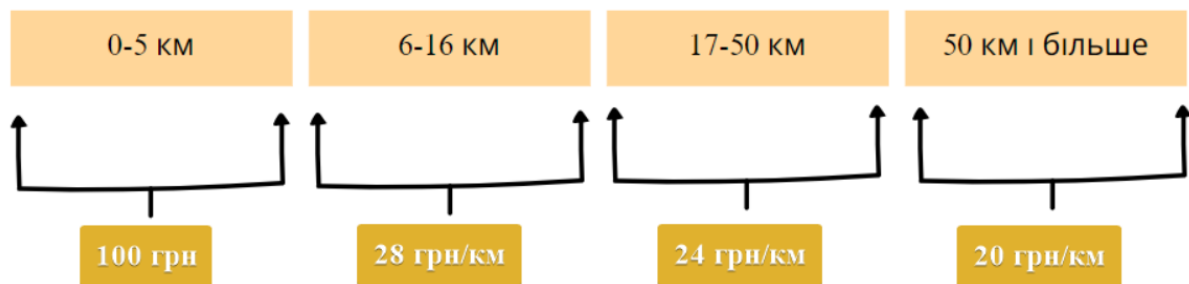 0-5 км
6-16 км
17-50 км
50 км і більше
100 грн
28 грн/км
24 грн/км
20 грн/км